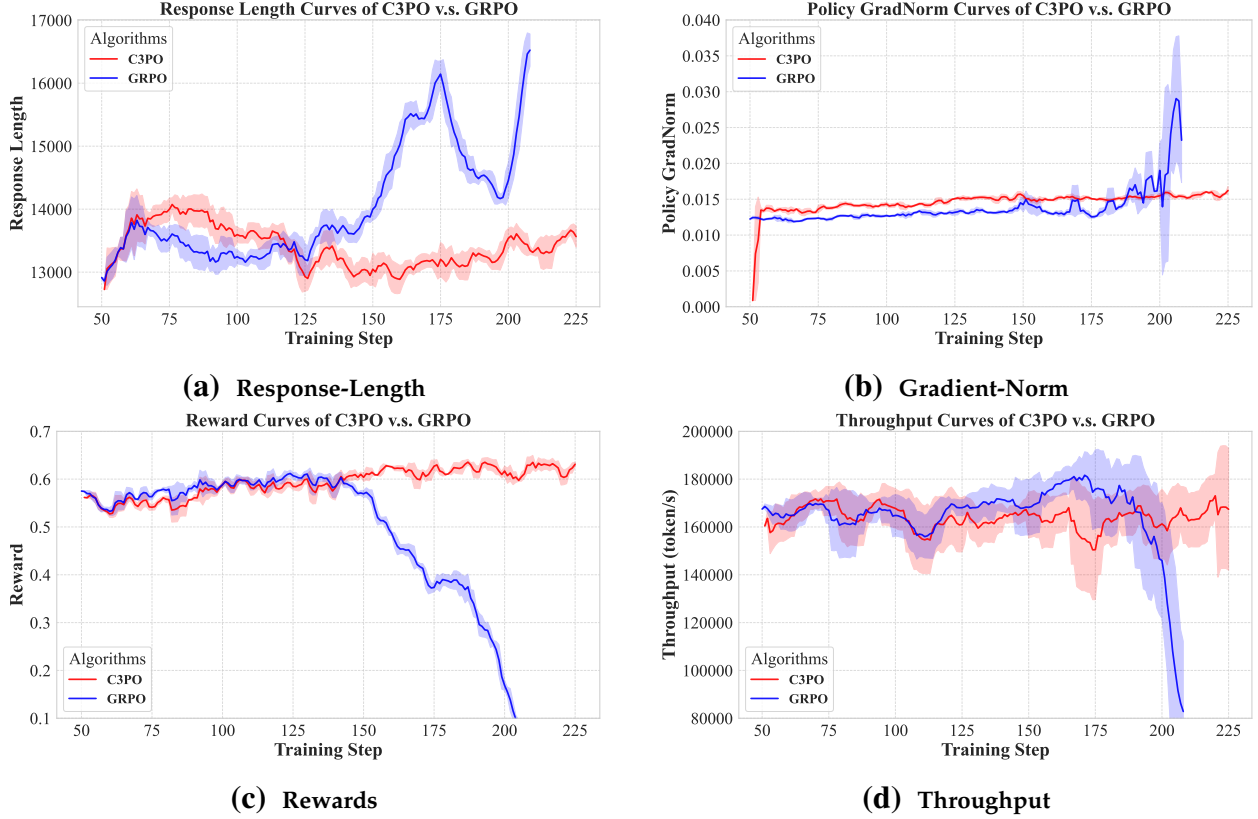 Response Length Curves of C3PO v.s. GRPO
17000
16000
15000
14000
13000
Response Length
Algorithms
C3PO
GRPO
50 75 100 125 150 175 200 225
Training Step
(a) Response-Length
Policy GradNorm Curves of C3PO v.s. GRPO
0.040
0.035
0.030
0.025
0.020
0.015
0.010
0.005
0.000
Policy GradNorm
Algorithms
C3PO
GRPO
50 75 100 125 150 175 200 225
Training Step
(b) Gradient-Norm
Reward Curves of C3PO v.s. GRPO
0.7
0.6
0.5
0.4
0.3
0.2
0.1
Reward
Algorithms
C3PO
GRPO
50 75 100 125 150 175 200 225
Training Step
(c) Rewards
Throughput Curves of C3PO v.s. GRPO
200000
180000
160000
140000
120000
100000
80000
Throughput (token/s)
Algorithms
C3PO
GRPO
50 75 100 125 150 175 200 225
Training Step
(d) Throughput